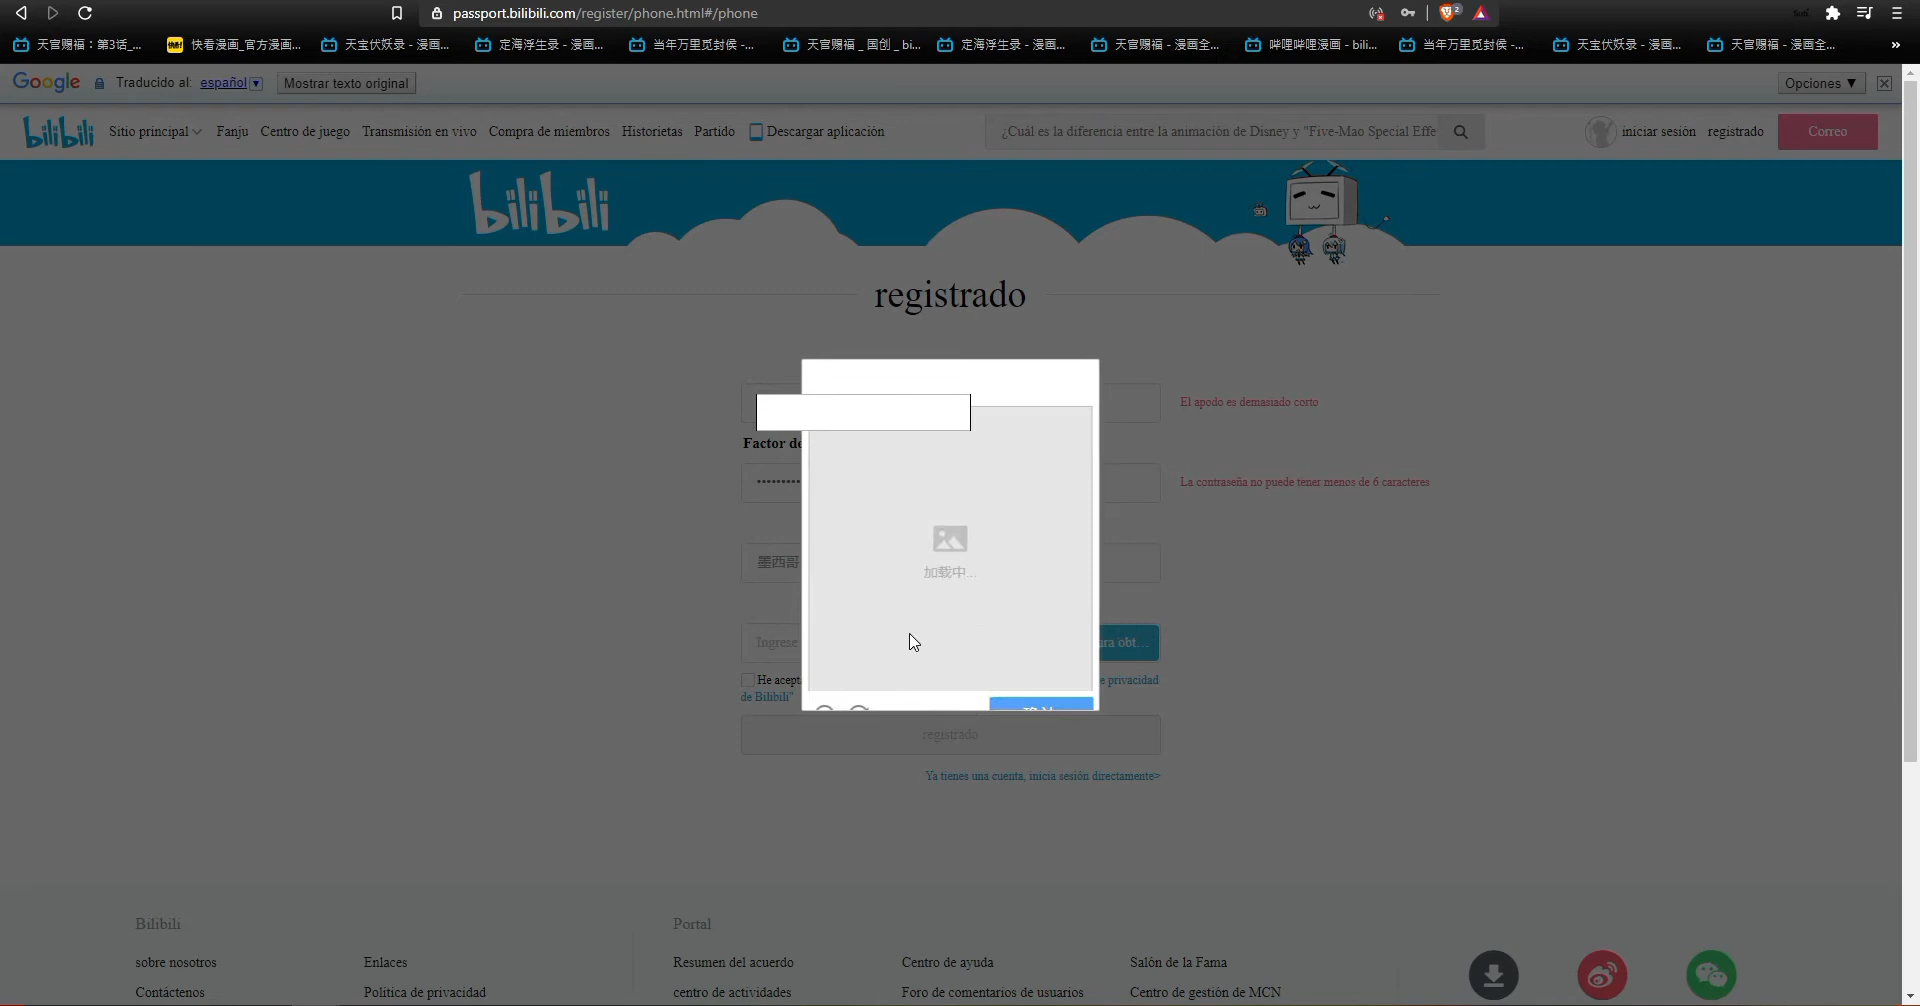 passport.bilibili.com/register/phone.html#/phone
2
天官赐福：第3话_...
快看漫画_官方漫画...
天宝伏妖录 - 漫画...
定海浮生录 - 漫画...
当年万里觅封侯 -...
天官赐福 _ 国创 _ bi...
定海浮生录 - 漫画...
天官赐福 - 漫画全...
哔哩哔哩漫画 - bili...
当年万里觅封侯 -...
天宝伏妖录 - 漫画...
天官赐福 - 漫画全...
»
Google Traducido al: español Mostrar texto original Opciones ▼
bilibili Sitio principal Fanju Centro de juego Transmisión en vivo Compra de miembros Historietas Partido Descargar aplicación ¿Cuál es la diferencia entre la animación de Disney y "Five-Mao Special Effe iniciar sesión registrado Correo
bilibili
registrado
El apodo es demasiado corto
Factor de
••••••••• La contraseña no puede tener menos de 6 caracteres
墨西哥
加载中...
Ingrese ara obt...
He acepta e privacidad
de Bilibili"
registrado
Ya tienes una cuenta, inicia sesión directamente>
Bilibili Portal
sobre nosotros Enlaces Resumen del acuerdo Centro de ayuda Salón de la Fama
Contáctenos Política de privacidad centro de actividades Foro de comentarios de usuarios Centro de gestión de MCN